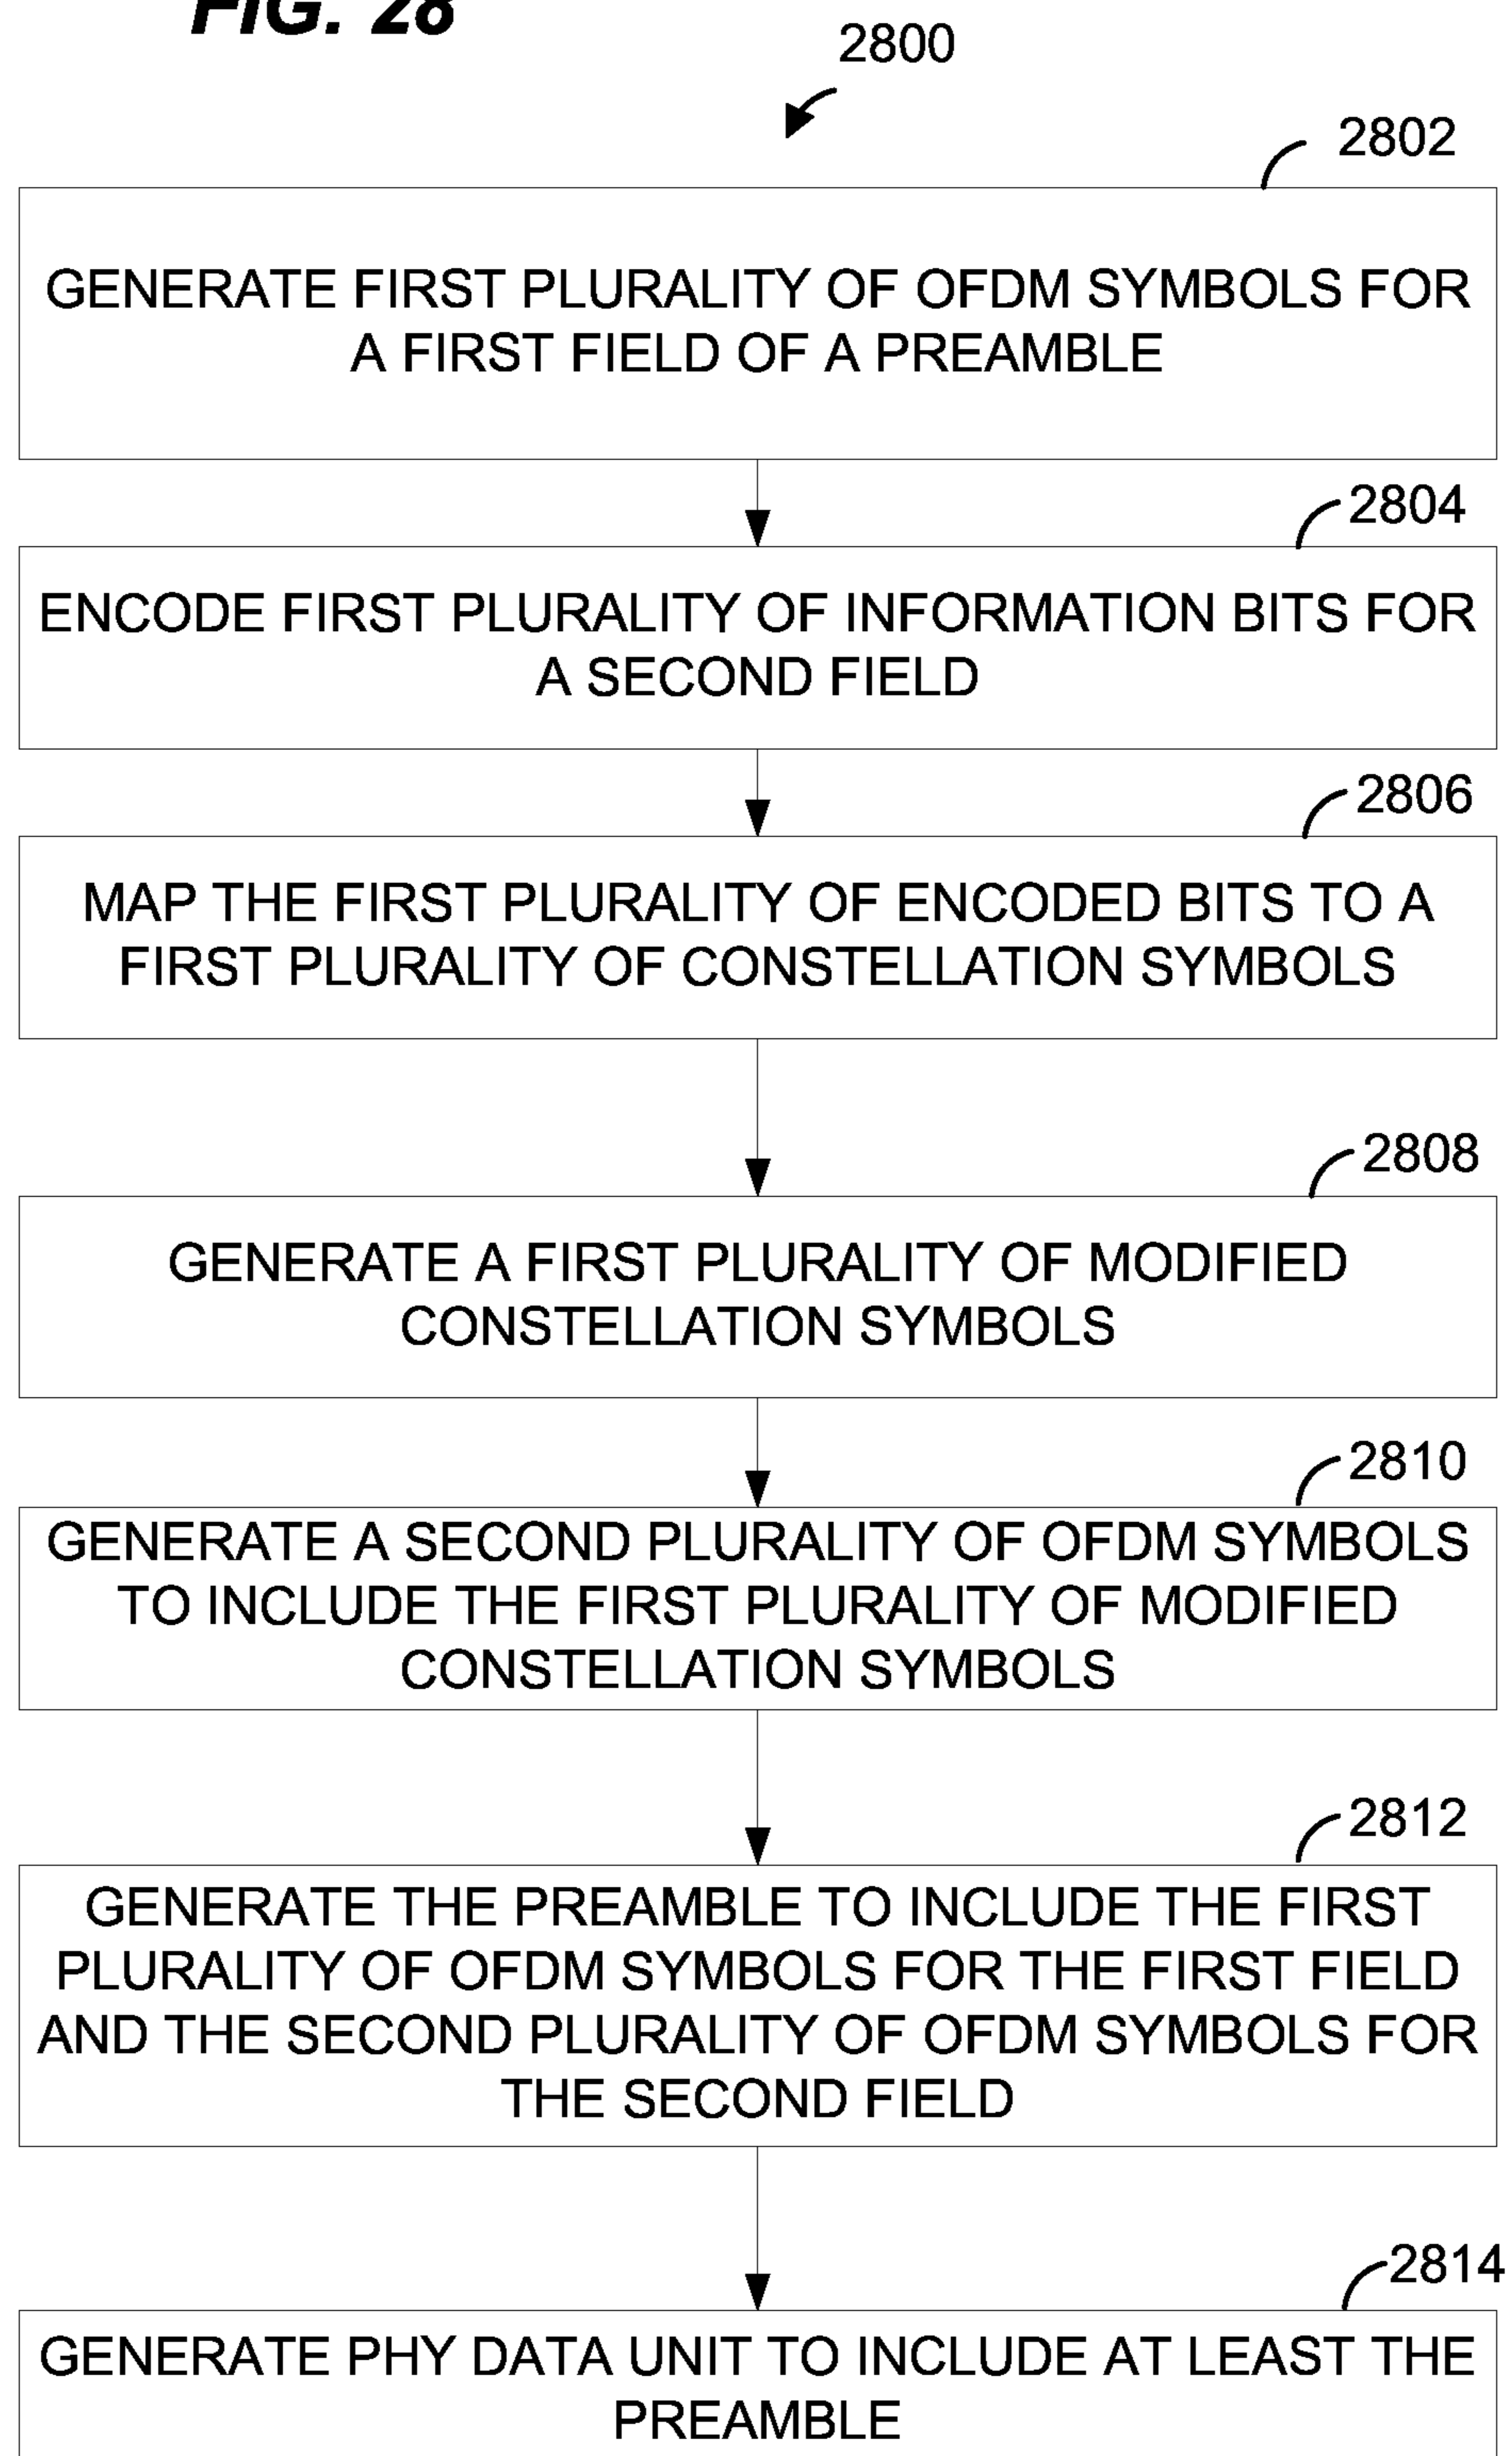 FIG. 28
2800
2802
GENERATE FIRST PLURALITY OF OFDM SYMBOLS FOR
A FIRST FIELD OF A PREAMBLE
2804
ENCODE FIRST PLURALITY OF INFORMATION BITS FOR
A SECOND FIELD
2806
MAP THE FIRST PLURALITY OF ENCODED BITS TO A
FIRST PLURALITY OF CONSTELLATION SYMBOLS
2808
GENERATE A FIRST PLURALITY OF MODIFIED
CONSTELLATION SYMBOLS
2810
GENERATE A SECOND PLURALITY OF OFDM SYMBOLS
TO INCLUDE THE FIRST PLURALITY OF MODIFIED
CONSTELLATION SYMBOLS
2812
GENERATE THE PREAMBLE TO INCLUDE THE FIRST
PLURALITY OF OFDM SYMBOLS FOR THE FIRST FIELD
AND THE SECOND PLURALITY OF OFDM SYMBOLS FOR
THE SECOND FIELD
2814
GENERATE PHY DATA UNIT TO INCLUDE AT LEAST THE
PREAMBLE